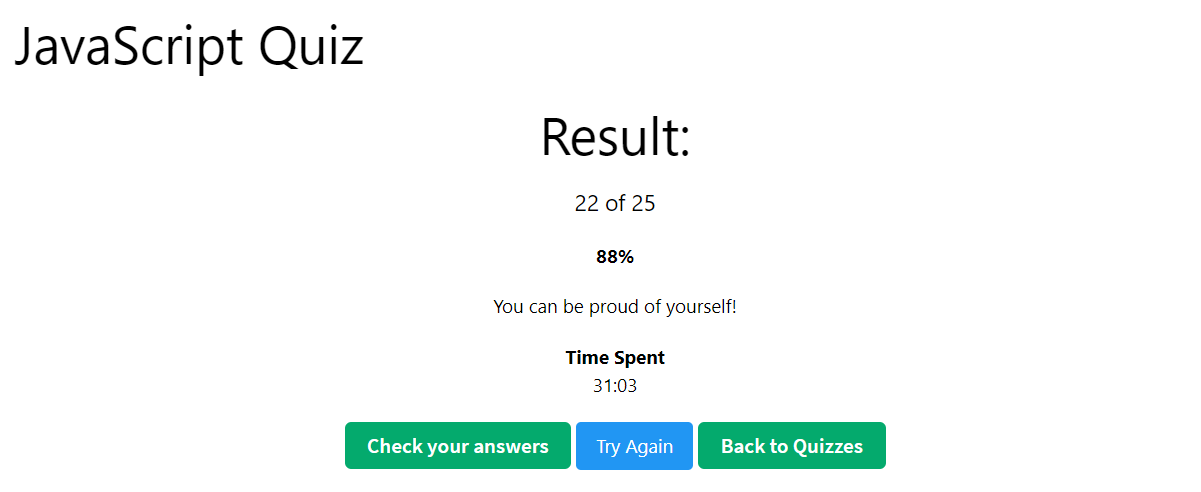 JavaScript Quiz
Result:
22 of 25
88%
You can be proud of yourself!
Time Spent
31:03
Check your answers Try Again Back to Quizzes